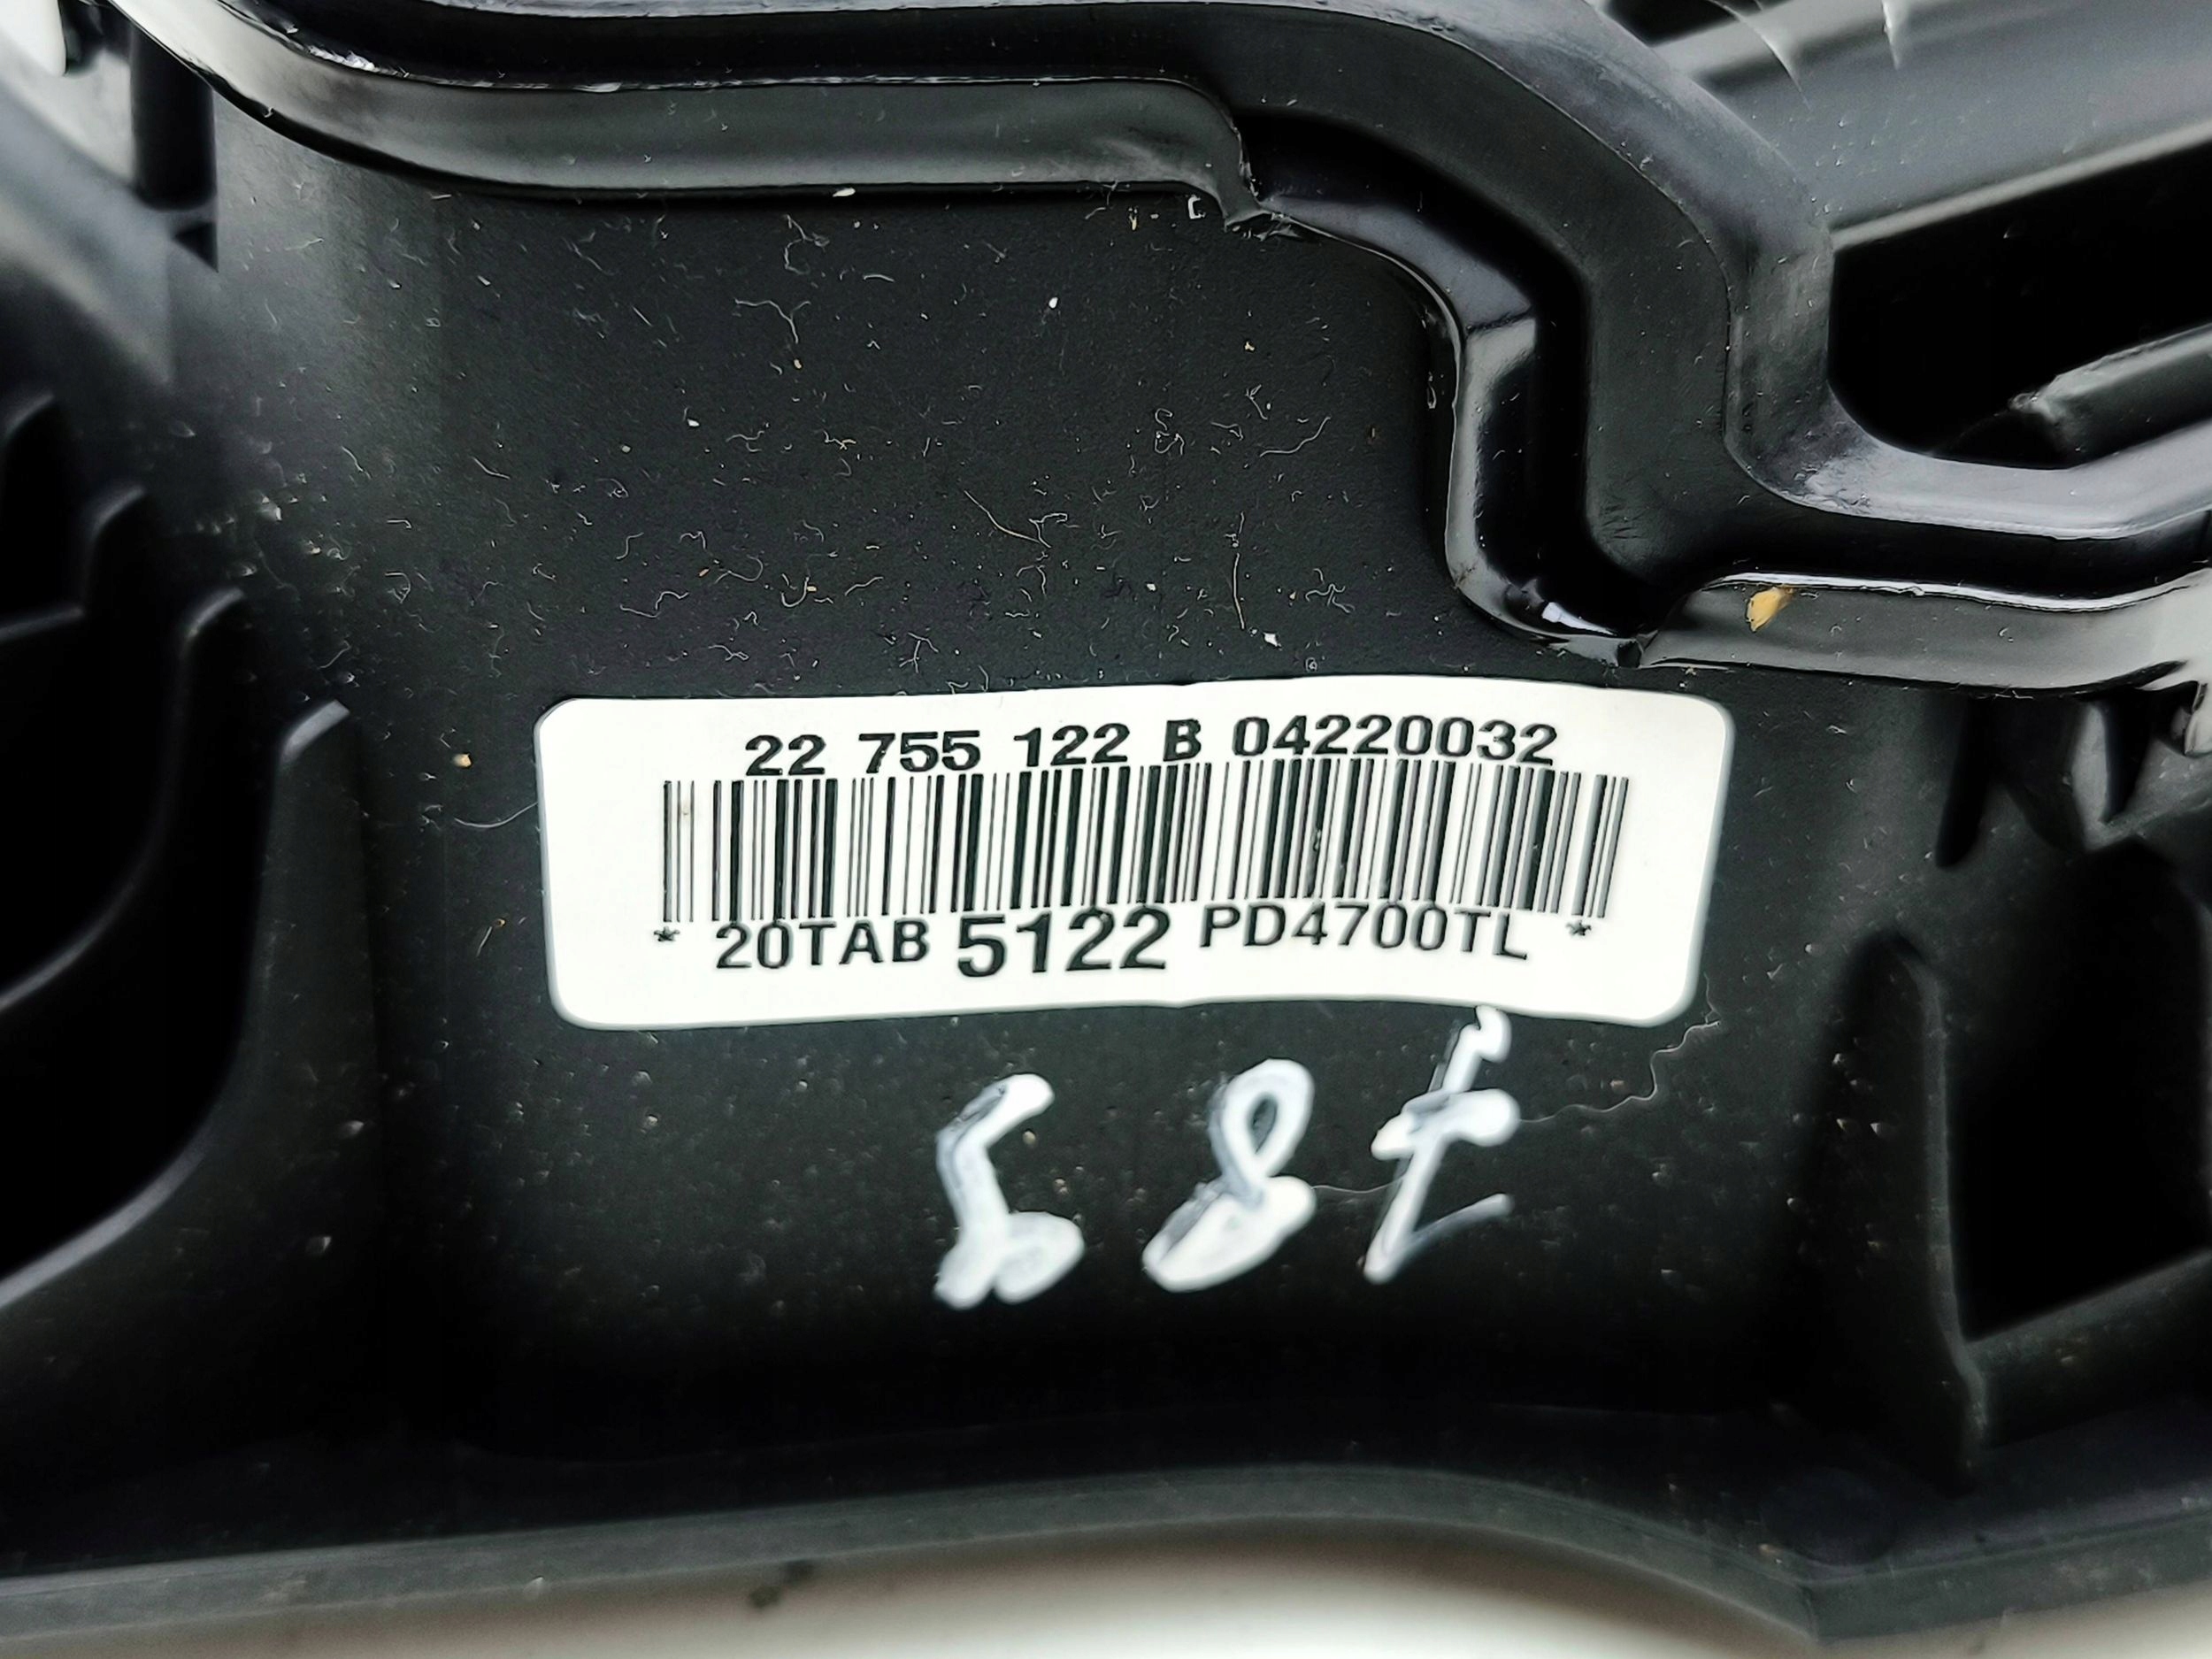 22 755 122 B 04220032
* 20TAB 5122 PD4700TL *